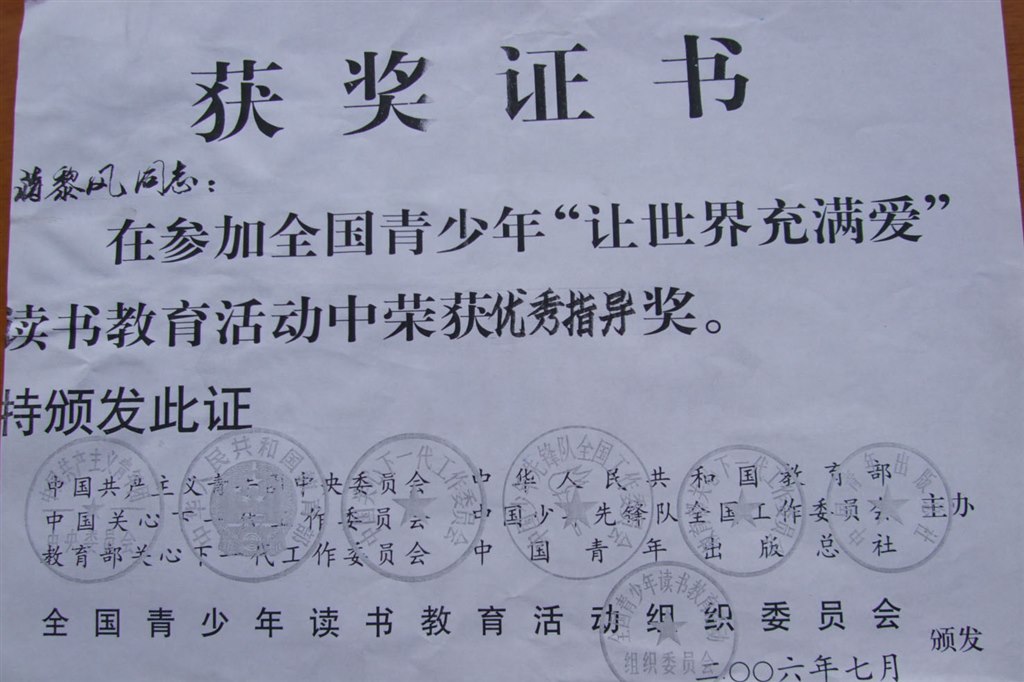 获奖证书
蒋黎风同志：
在参加全国青少年“让世界充满爱”
读书教育活动中荣获优秀指导奖。
特颁发此证
中国共产主义青年团中央委员会 中华人民共和国教育部
中国关心下一代工作委员会 中国少年先锋队全国工作委员会 主办
教育部关心下一代工作委员会 中国青年出版总社
全国青少年读书教育活动组织委员会 颁发
二〇〇六年七月